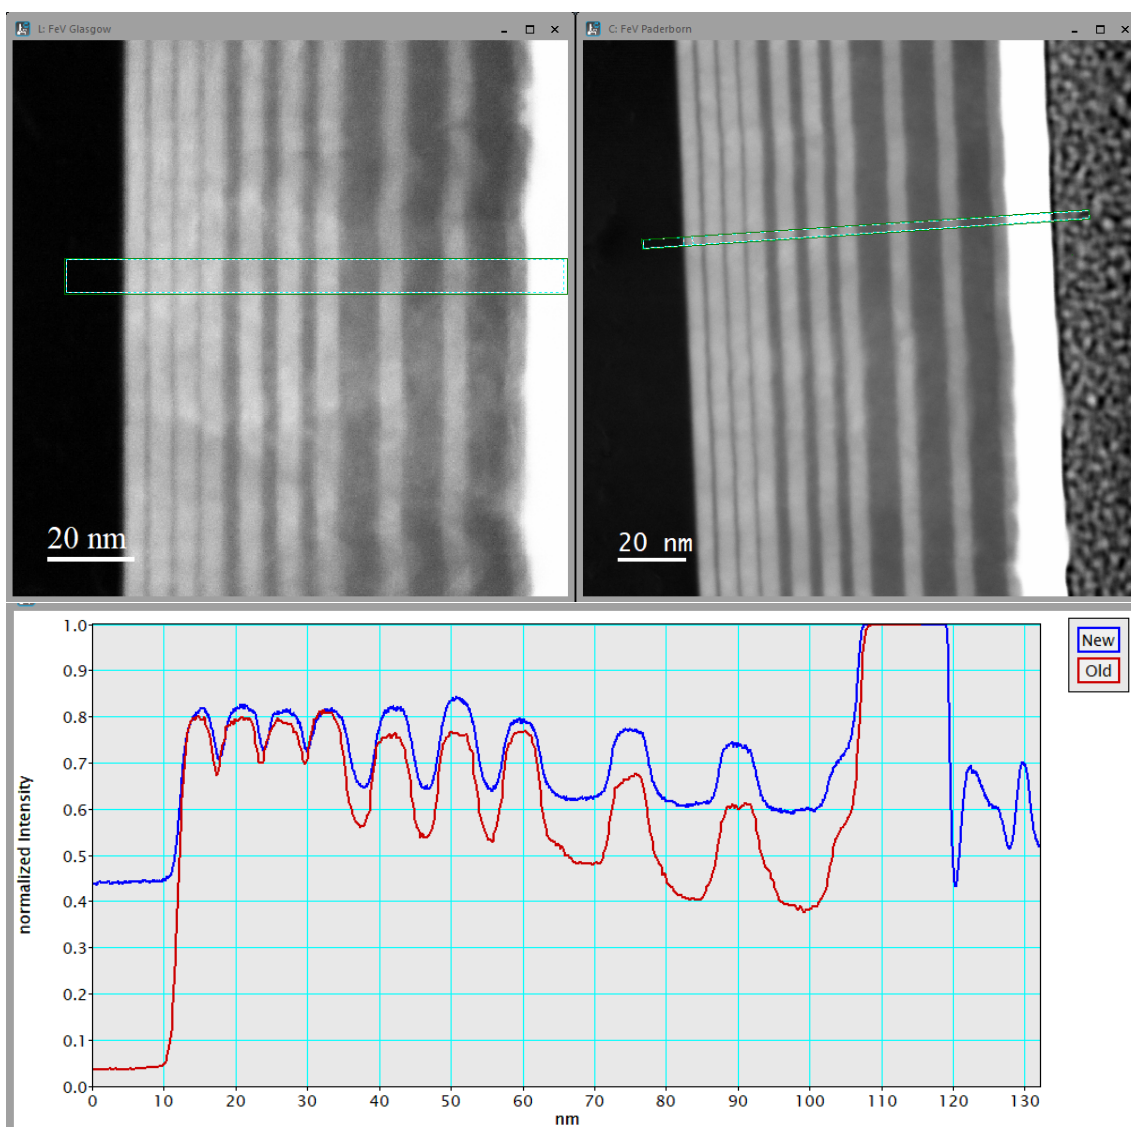 L: FeV Glasgow
C: FeV Paderborn
20 nm
20 nm
New
Old
normalized Intensity
1.0
0.9
0.8
0.7
0.6
0.5
0.4
0.3
0.2
0.1
0.0
0 10 20 30 40 50 60 70 80 90 100 110 120 130
nm